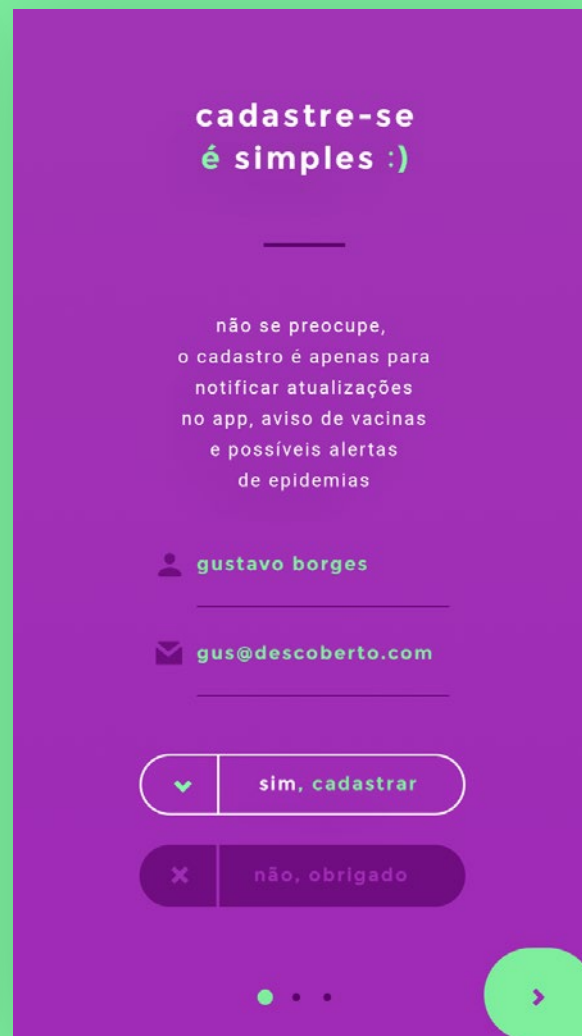 cadastre-se
é simples :)
não se preocupe,
o cadastro é apenas para
notificar atualizações
no app, aviso de vacinas
e possíveis alertas
de epidemias
gustavo borges
gus@descoberto.com
sim, cadastrar
não, obrigado